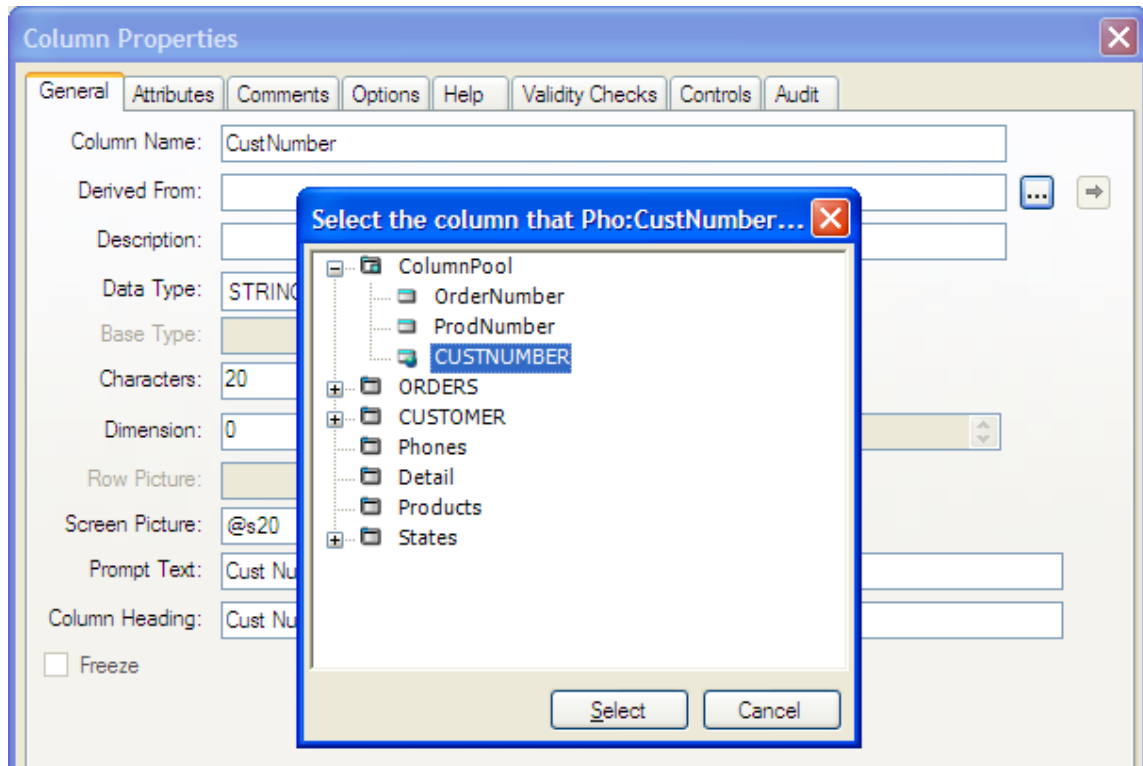 Column Properties
General Attributes Comments Options Help Validity Checks Controls Audit
Column Name: CustNumber
Derived From: ...
Select the column that Pho:CustNumber...
Description:
ColumnPool
OrderNumber
ProdNumber
CUSTNUMBER
ORDERS
CUSTOMER
Phones
Detail
Products
States
Data Type: STRING
Base Type:
Characters: 20
Dimension: 0
Row Picture:
Screen Picture: @s20
Prompt Text: Cust Nu
Column Heading: Cust Nu
Freeze
Select Cancel